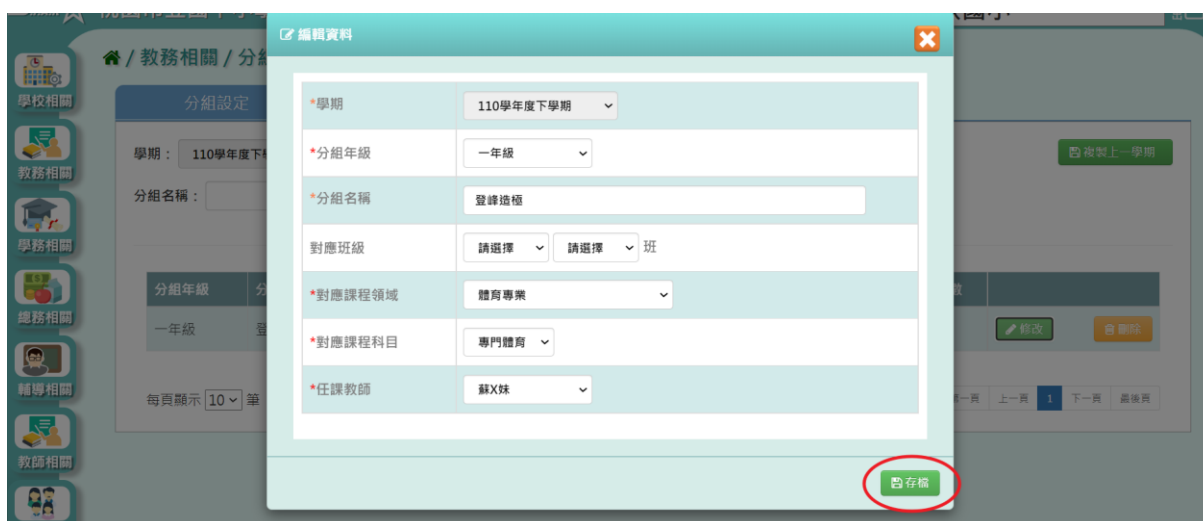 編輯資料
學校相關
教務相關
學務相關
總務相關
輔導相關
教師相關
/ 教務相關 / 分組
分組設定
學期： 110學年度下學
複製上一學期
分組名稱：
分組年級
一年級
登
修改
刪除
每頁顯示 10 筆
第一頁 上一頁 1 下一頁 最後頁
*學期 110學年度下學期
*分組年級 一年級
*分組名稱 登峰造極
對應班級 請選擇 請選擇 班
*對應課程領域 體育專業
*對應課程科目 專門體育
*任課教師 蘇X妹
存檔